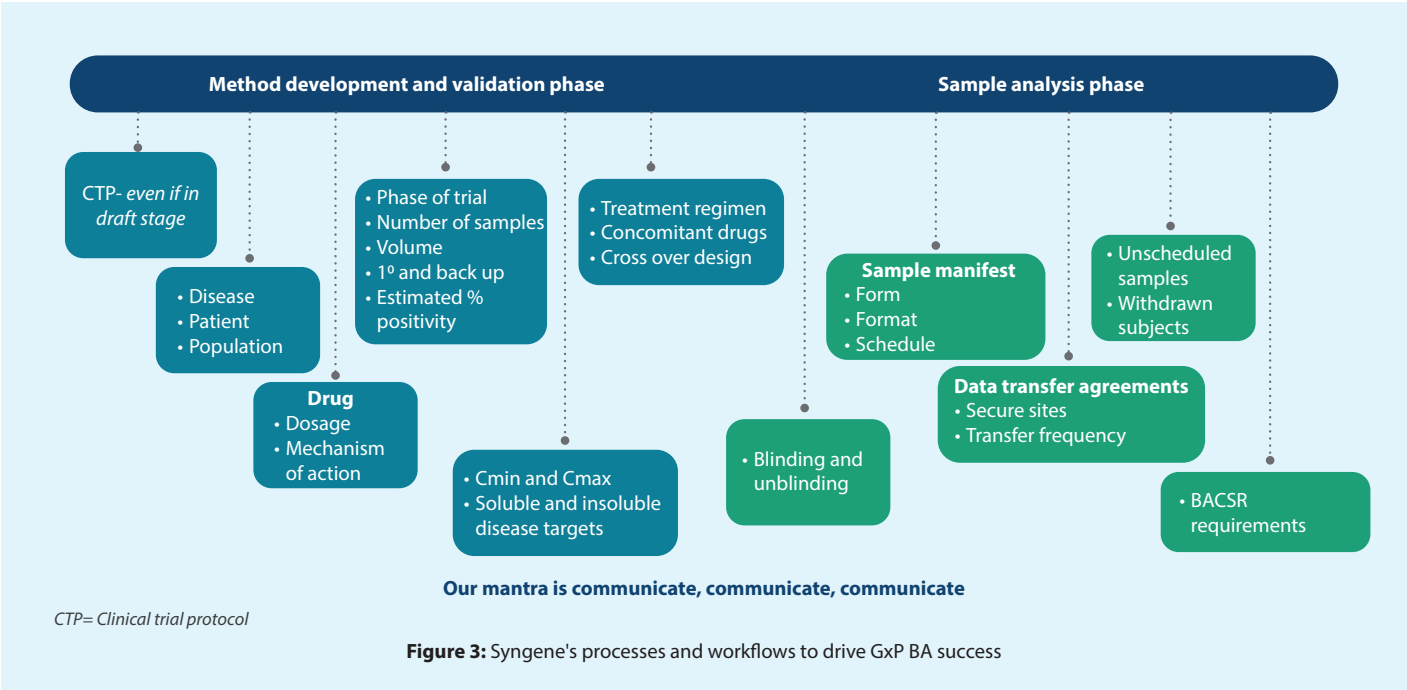 Method development and validation phase
Sample analysis phase
CTP- even if in
draft stage
• Disease
• Patient
• Population
Drug
• Dosage
• Mechanism
of action
• Phase of trial
• Number of samples
• Volume
• 1⁰ and back up
• Estimated %
positivity
• Cmin and Cmax
• Soluble and insoluble
disease targets
• Treatment regimen
• Concomitant drugs
• Cross over design
• Blinding and
unblinding
Sample manifest
• Form
• Format
• Schedule
Data transfer agreements
• Secure sites
• Transfer frequency
• Unscheduled
samples
• Withdrawn
subjects
• BACSR
requirements
Our mantra is communicate, communicate, communicate
CTP= Clinical trial protocol
Figure 3: Syngene's processes and workflows to drive GxP BA success